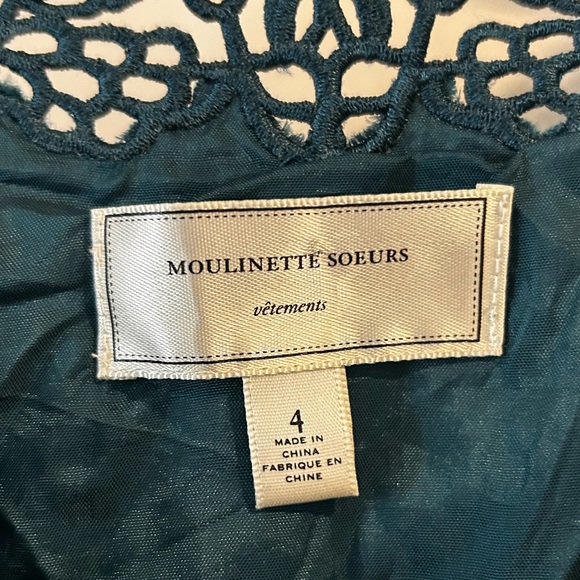 MOULINETTE SOEURS
vêtements
4
MADE IN
CHINA
FABRIQUE EN
CHINE